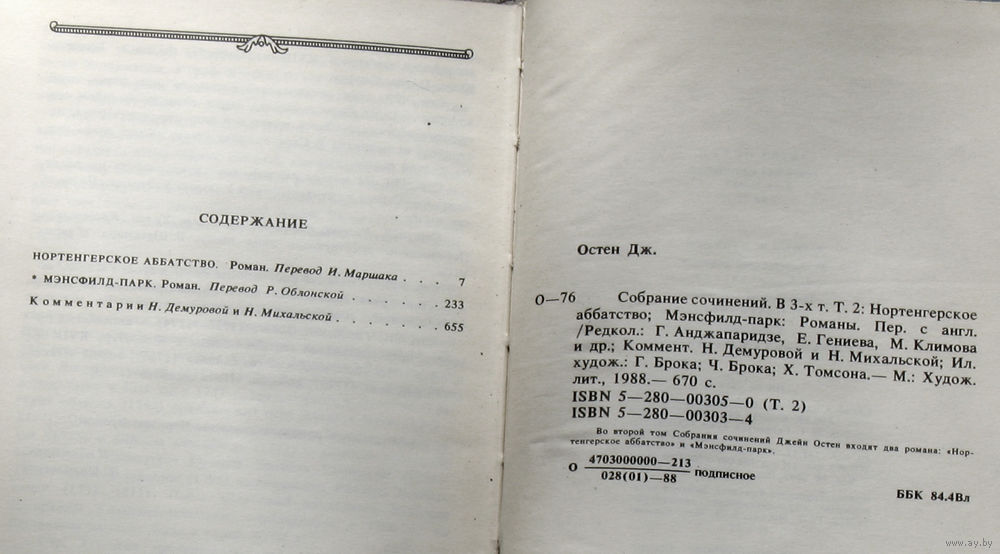 СОДЕРЖАНИЕ
НОРТЕНГЕРСКОЕ АББАТСТВО. Роман. Перевод И. Маршака . . . 7
* МЭНСФИЛД-ПАРК. Роман. Перевод Р. Облонской . . . . . . 233
Комментарии Н. Демуровой и Н. Михальской . . . . . . . 655
Остен Дж.
О—76 Собрание сочинений. В 3-х т. Т. 2: Нортенгерское
аббатство; Мэнсфилд-парк: Романы. Пер. с англ.
/Редкол.: Г. Анджапаридзе, Е. Гениева, М. Климова
и др.; Коммент. Н. Демуровой и Н. Михальской; Ил.
худож.: Г. Брока; Ч. Брока; Х. Томсона.— М.: Худож.
лит., 1988.— 670 с.
ISBN 5—280—00305—0 (Т. 2)
ISBN 5—280—00303—4
Во второй том Собрания сочинений Джейн Остен входят два романа: «Нор-
тенгерское аббатство» и «Мэнсфилд-парк».
О 4703000000—213 подписное
028(01)—88
ББК 84.4Вл
www.ay.by